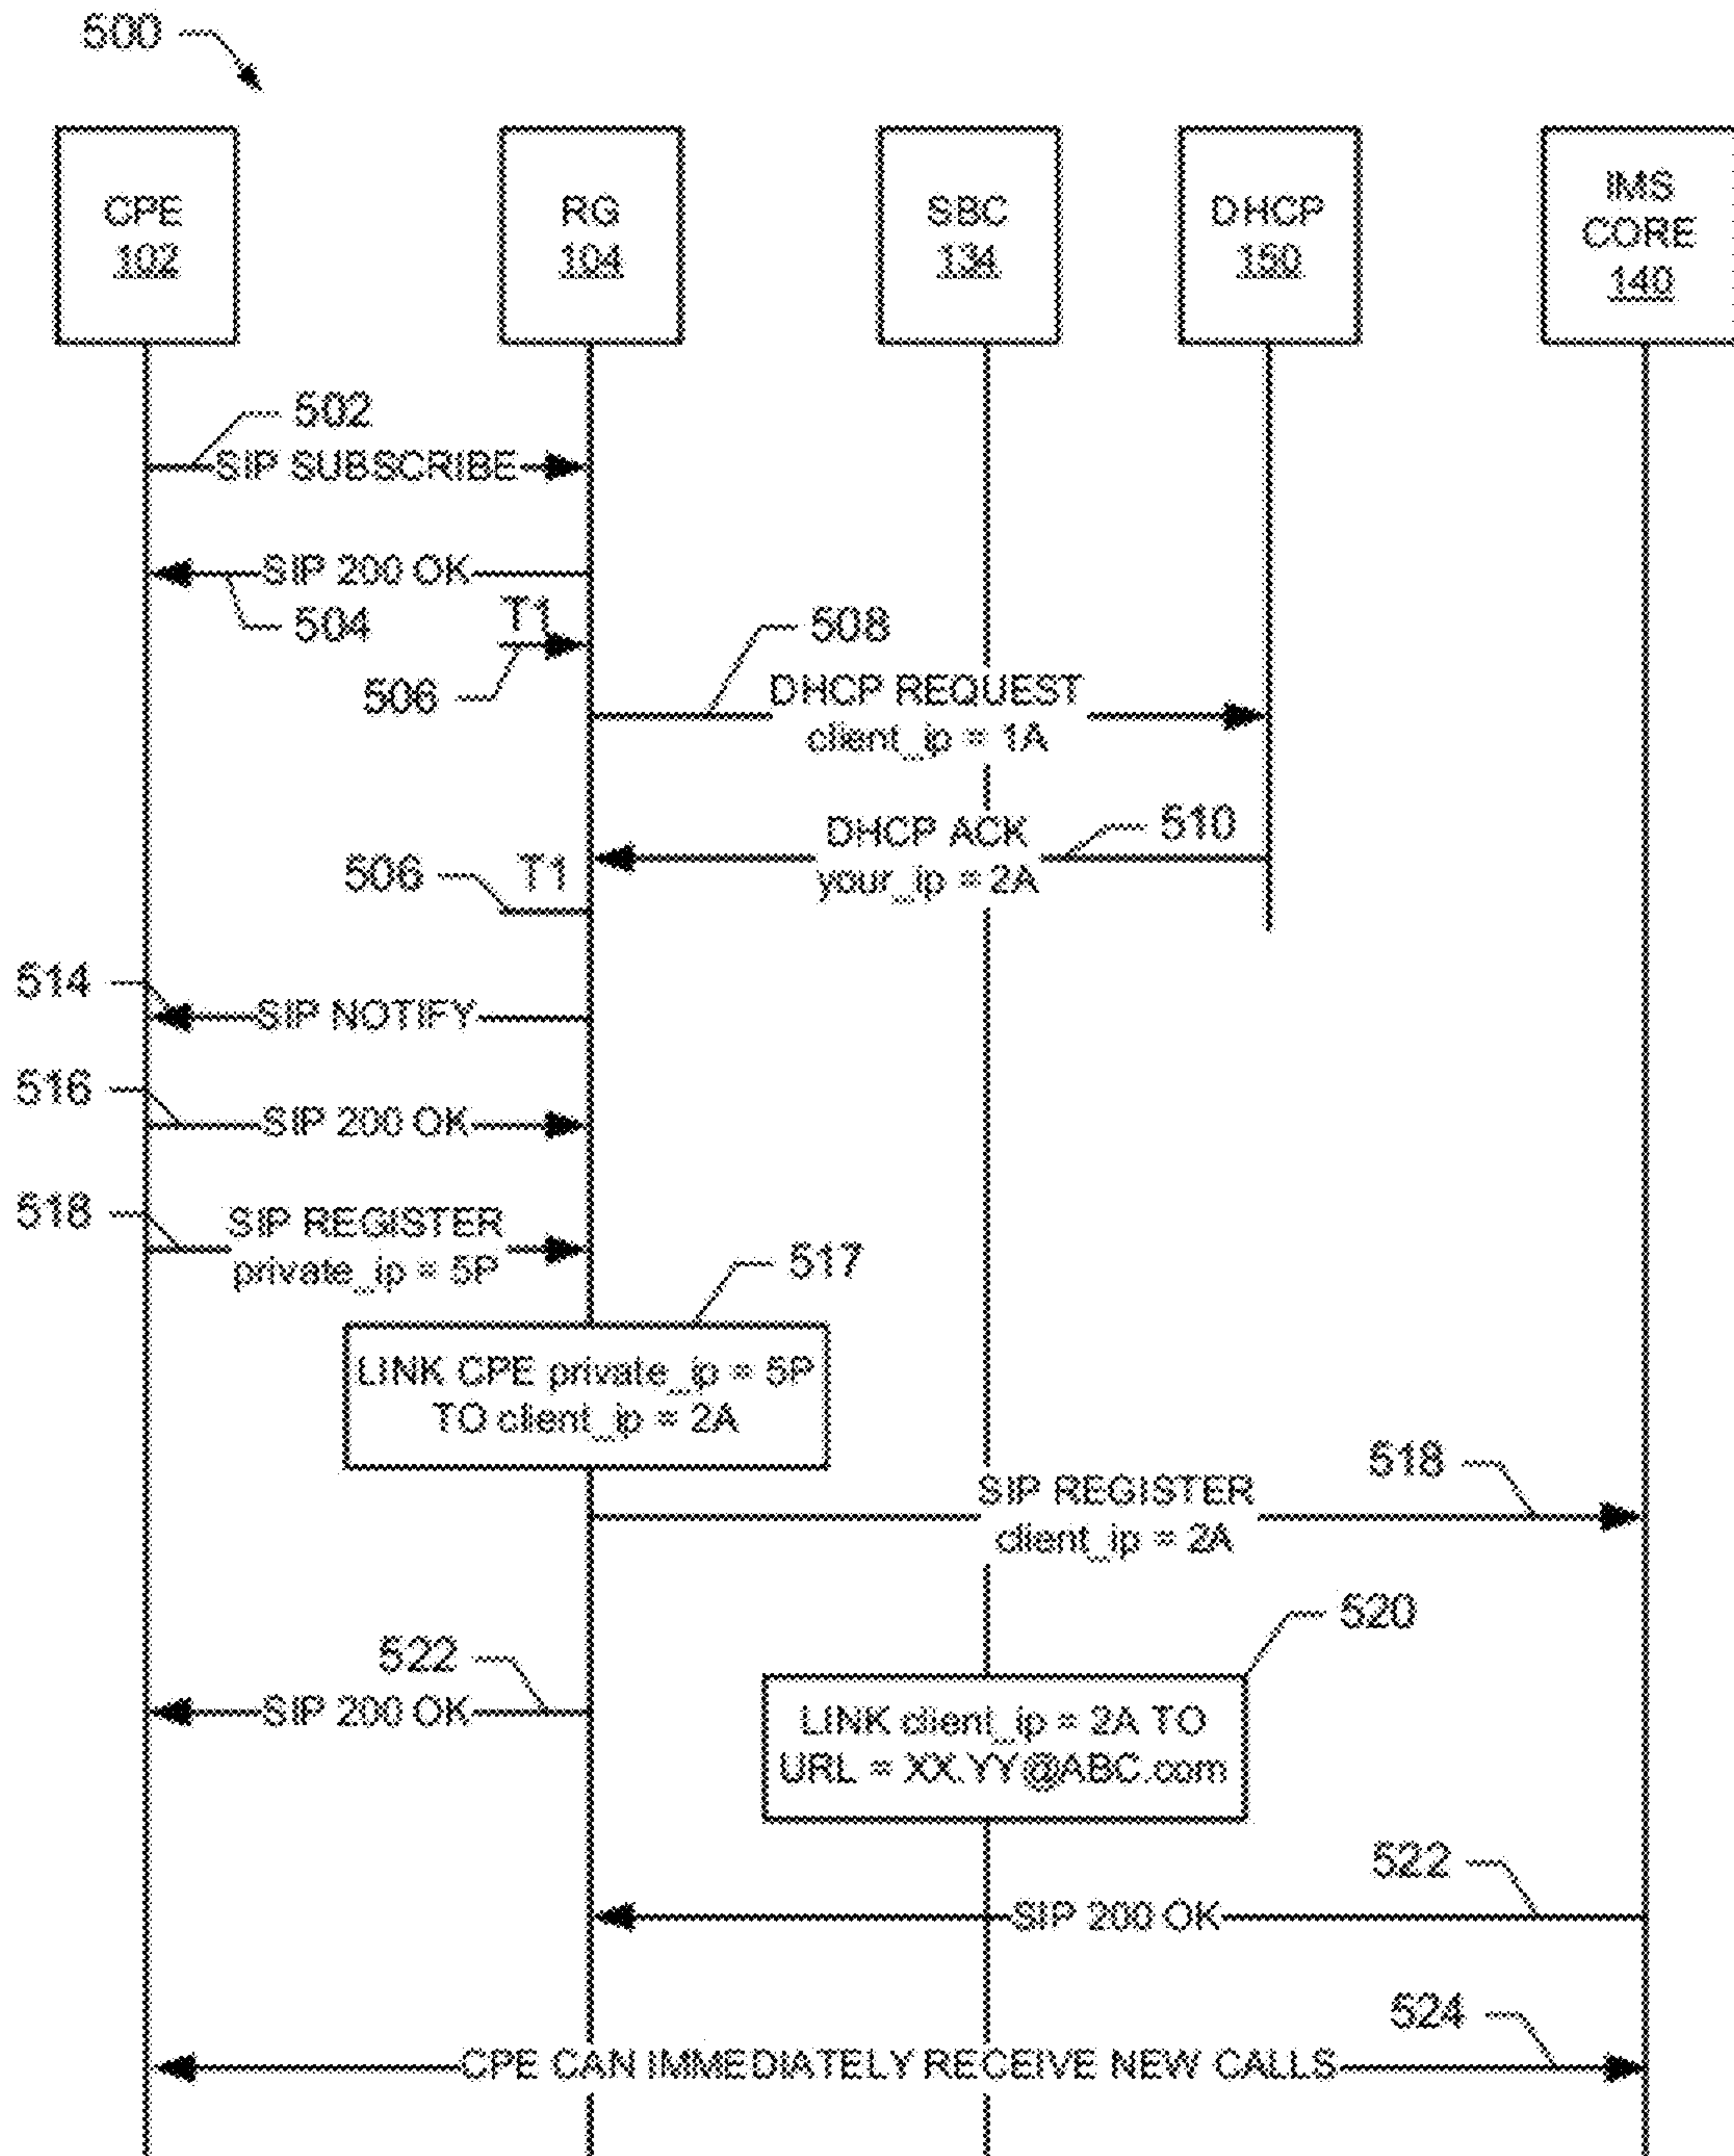 500
CPE
102
RG
104
SBC
134
DHCP
150
IMS
CORE
140
502
SIP SUBSCRIBE
SIP 200 OK
504
T1
506
508
DHCP REQUEST
client_ip = 1A
510
DHCP ACK
your_ip = 2A
506
T1
514
SIP NOTIFY
516
SIP 200 OK
518
SIP REGISTER
private_ip = 5P
517
LINK CPE private_ip = 5P
TO client_ip = 2A
518
SIP REGISTER
client_ip = 2A
520
522
SIP 200 OK
LINK client_ip = 2A TO
URL = XX.YY@ABC.com
522
SIP 200 OK
524
CPE CAN IMMEDIATELY RECEIVE NEW CALLS